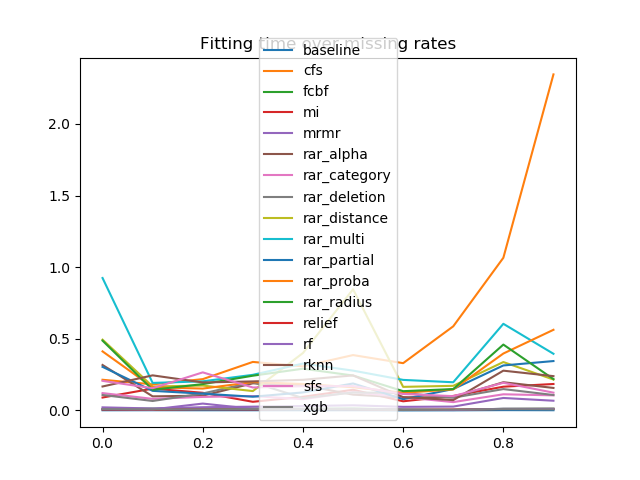 Fitting time over missing rates
baseline
cfs
fcbf
mi
mrmr
rar_alpha
rar_category
rar_deletion
rar_distance
rar_multi
rar_partial
rar_proba
rar_radius
relief
rf
rknn
sfs
xgb
2.0
1.5
1.0
0.5
0.0
0.0 0.2 0.4 0.6 0.8